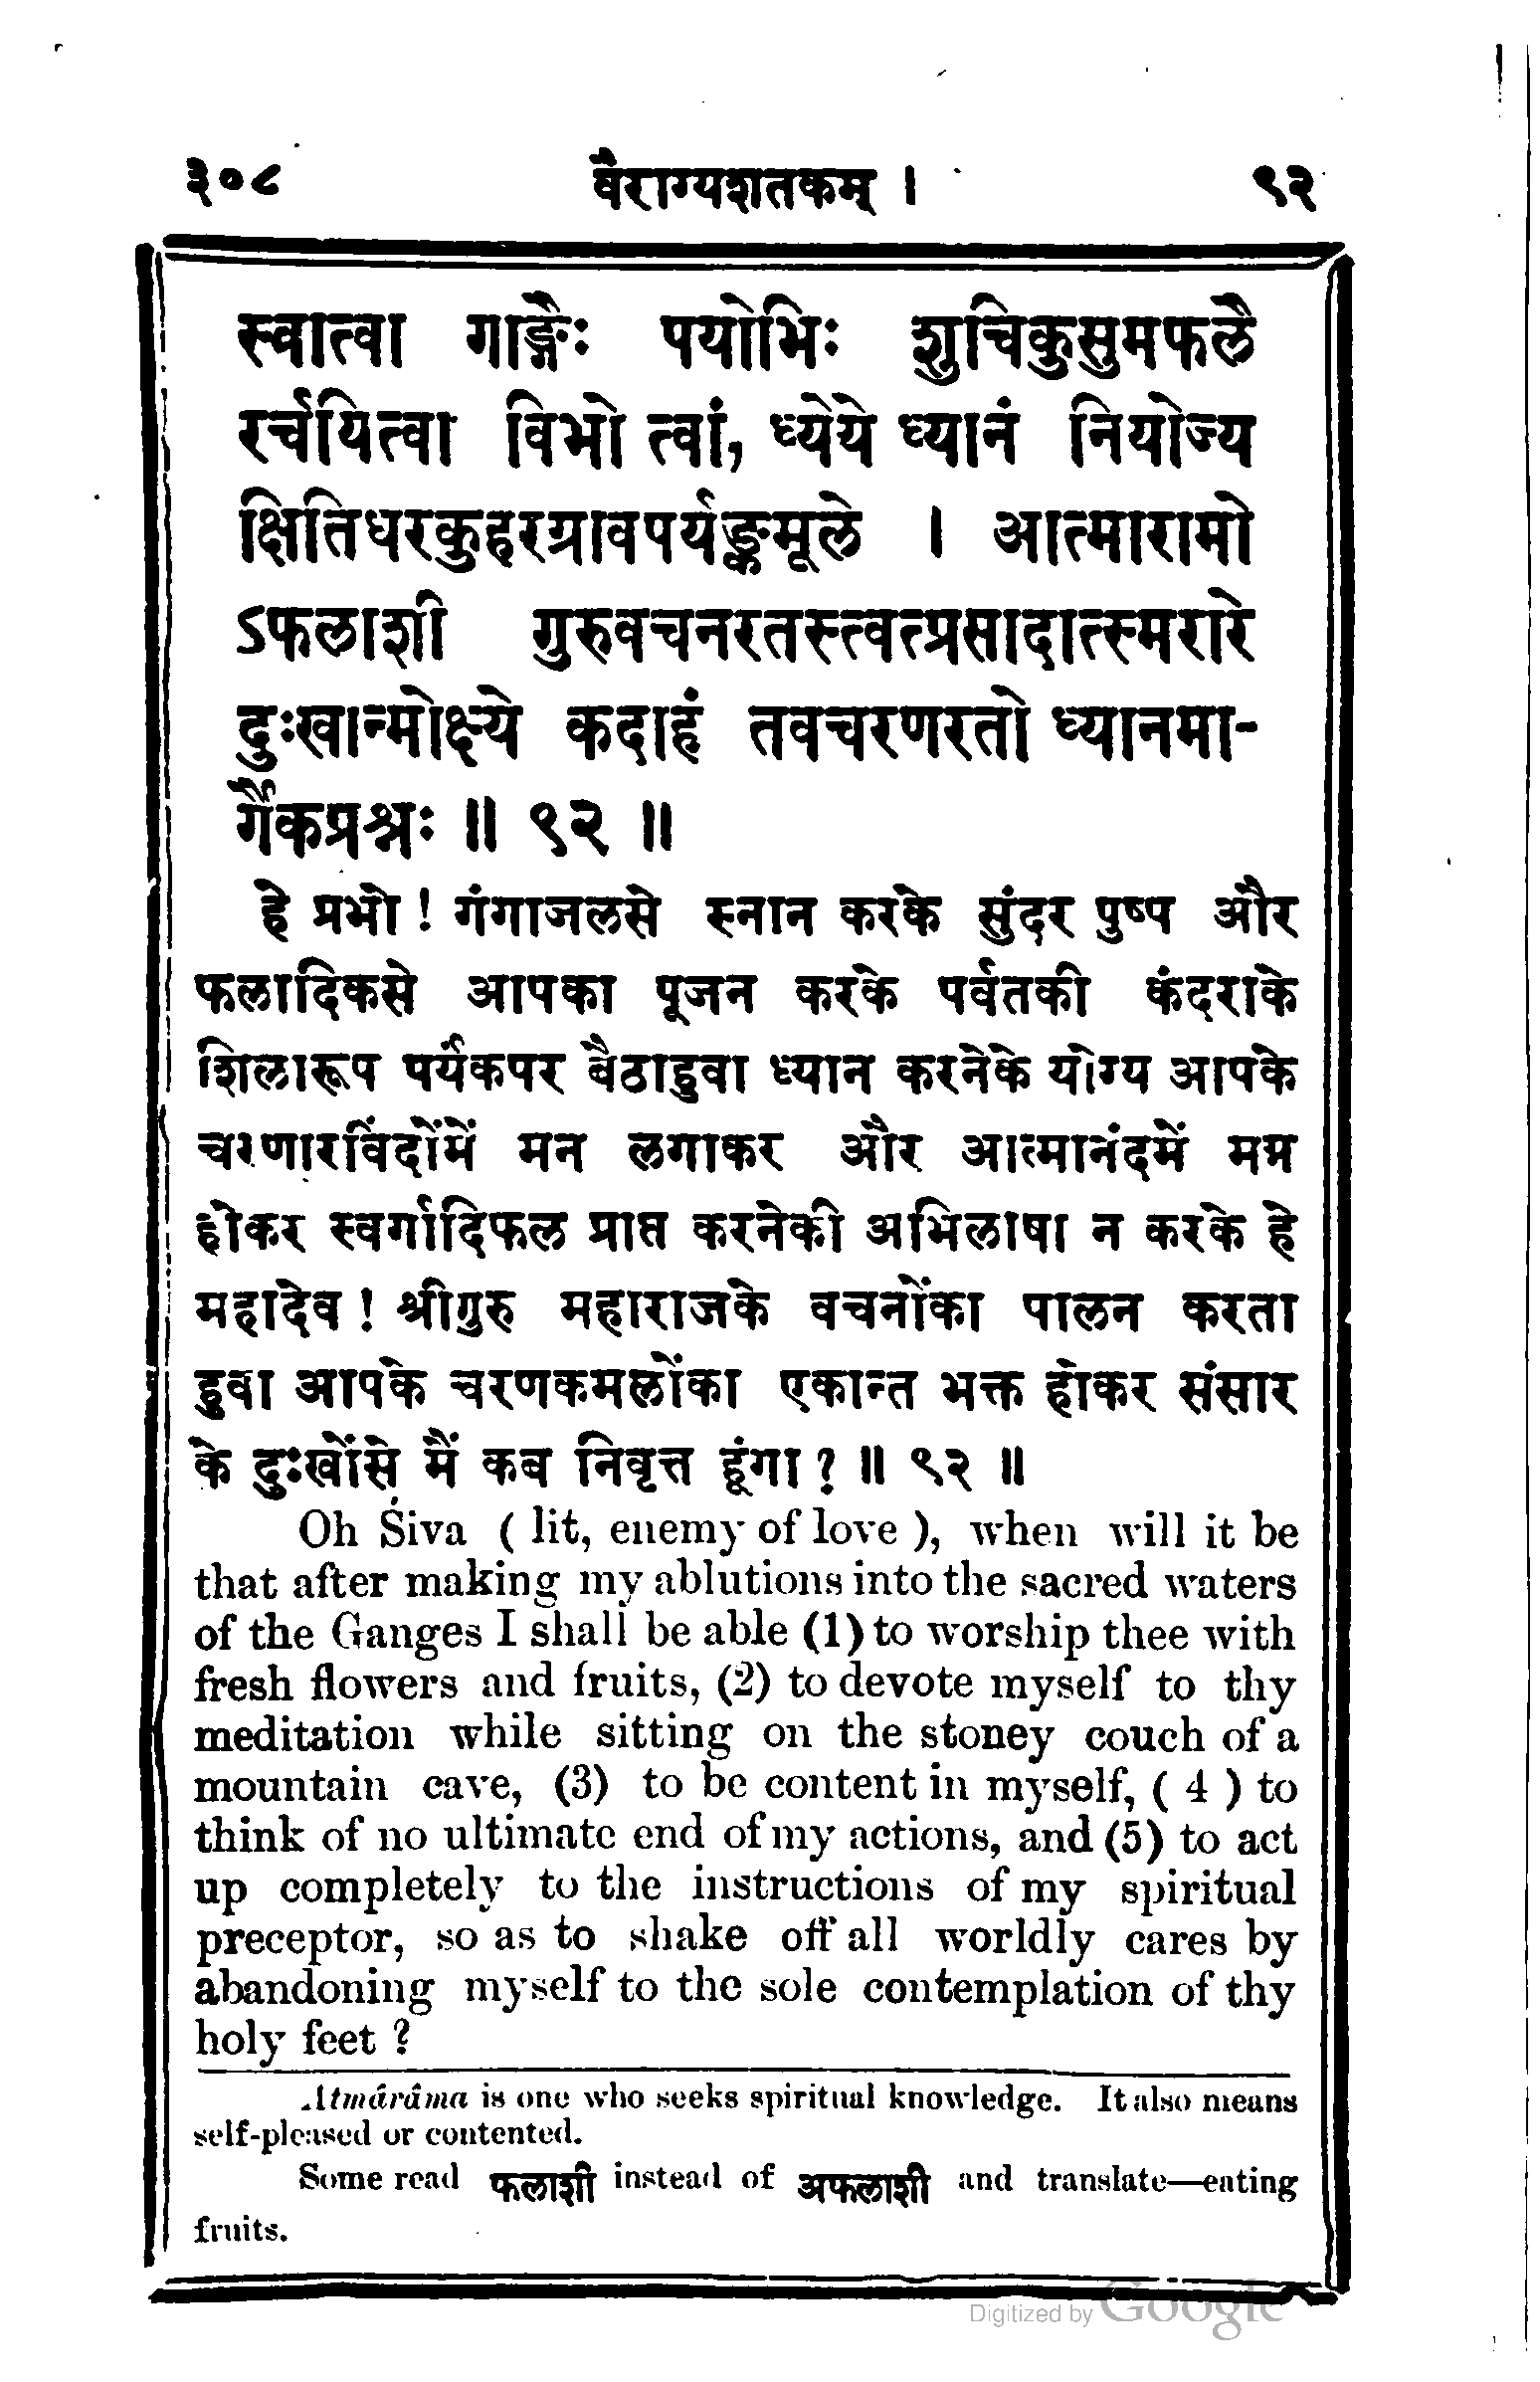 ३०८ वैराग्यशतकम् । ९२
स्वात्वा गाङ्गैः पयोभिः शुचिकुसुमफलै
रर्चयित्वा विभो त्वां, ध्येये ध्यानं नियोज्य
क्षितिधरकुहरग्रावपर्यङ्कमूले । आत्मारामो
ऽफलाशी गुरुवचनरतस्त्वत्प्रसादात्स्मरारे
दुःखान्मोक्ष्ये कदाहं तवचरणरतो ध्यानमा-
र्गैकप्रश्नः ॥ ९२ ॥
हे प्रभो ! गंगाजलसे स्नान करके सुंदर पुष्प और
फलादिकसे आपका पूजन करके पर्वतकी कंदराके
शिलारूप पर्यंकपर बैठाहुवा ध्यान करनेके योग्य आपके
चरणारविंदोंमें मन लगाकर और आत्मानंदमें मग्न
होकर स्वर्गादिफल प्राप्त करनेकी अभिलाषा न करके हे
महादेव ! श्रीगुरु महाराजके वचनोंका पालन करता
हुवा आपके चरणकमलोंका एकान्त भक्त होकर संसार
के दुःखोंसे मैं कब निवृत्त हूंगा ? ॥ ९२ ॥
Oh Śiva ( lit, enemy of love ), when will it be
that after making my ablutions into the sacred waters
of the Ganges I shall be able (1) to worship thee with
fresh flowers and fruits, (2) to devote myself to thy
meditation while sitting on the stoney couch of a
mountain cave, (3) to be content in myself, ( 4 ) to
think of no ultimate end of my actions, and (5) to act
up completely to the instructions of my spiritual
preceptor, so as to shake off all worldly cares by
abandoning myself to the sole contemplation of thy
holy feet ?
Atmârâma is one who seeks spiritual knowledge. It also means
self-pleased or contented.
Some read फलाशी instead of अफलाशी and translate—eating
fruits.
Digitized by Google